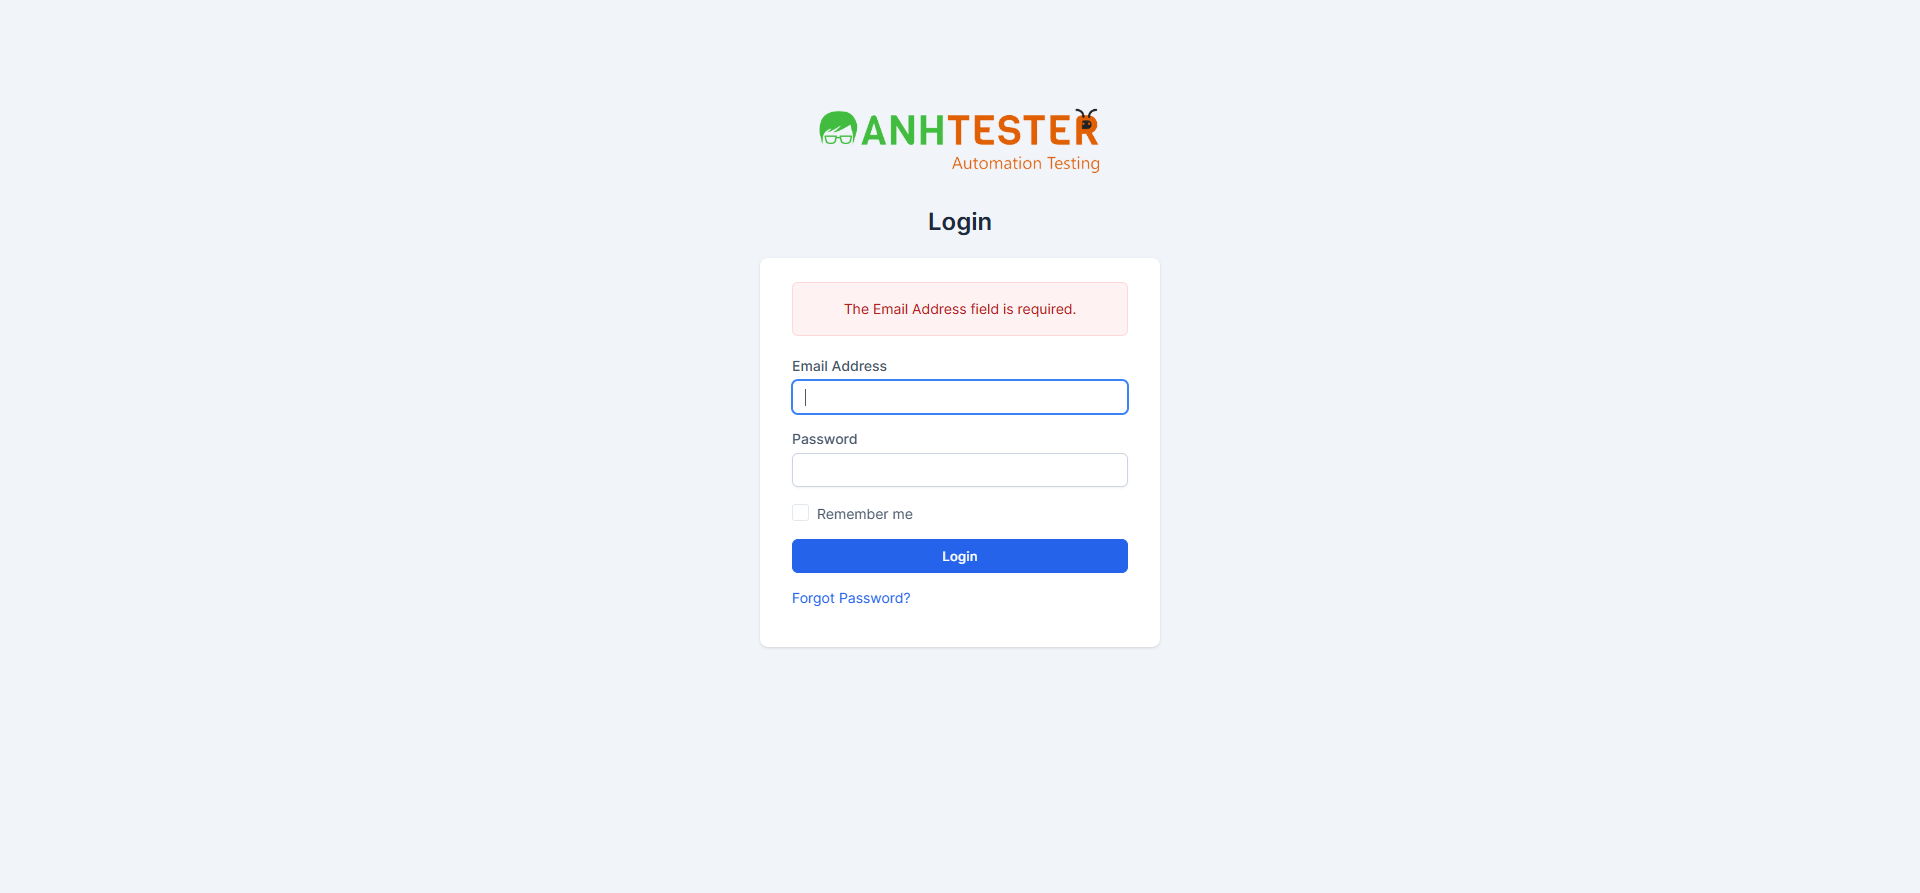 ANHTESTER
Automation Testing
Login
The Email Address field is required.
Email Address
Password
Remember me
Login
Forgot Password?